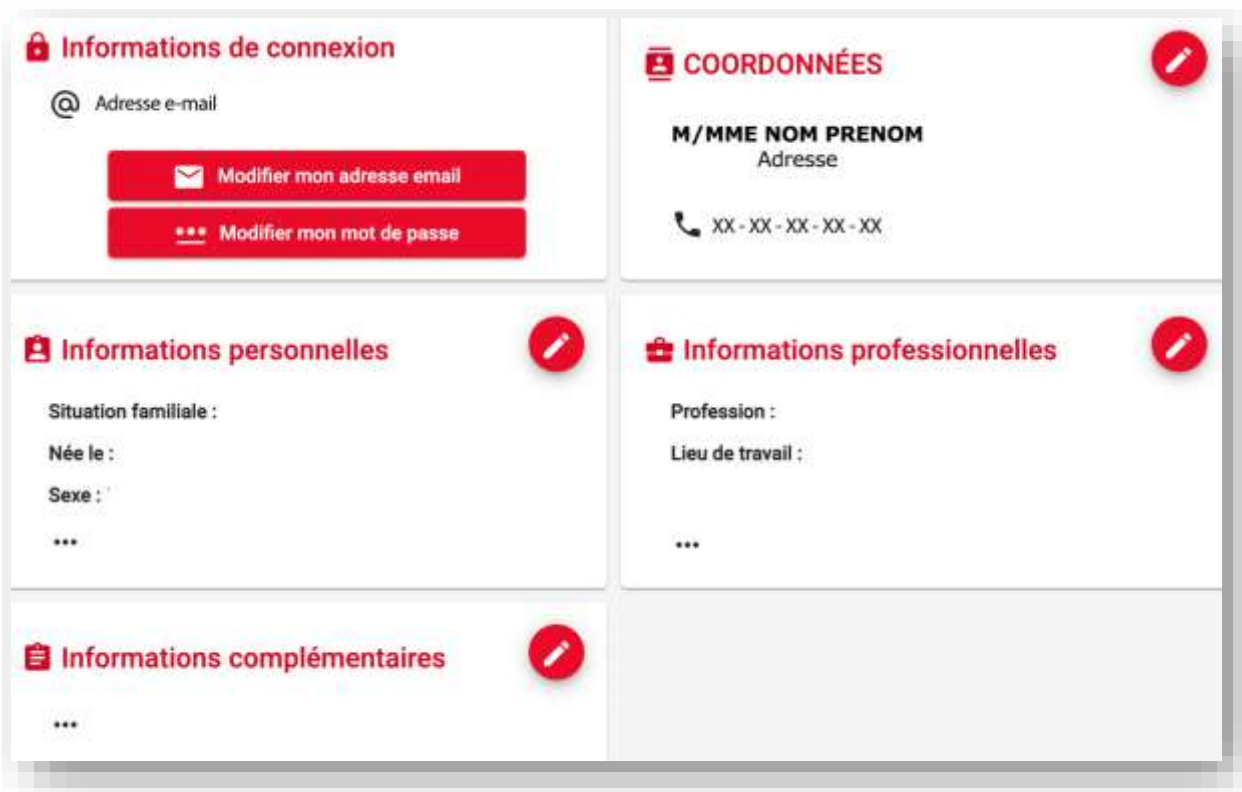 Informations de connexion
Adresse e-mail
Modifier mon adresse email
Modifier mon mot de passe
COORDONNÉES
M/MME NOM PRENOM
Adresse
XX - XX - XX - XX - XX
Informations personnelles
Situation familiale :
Née le :
Sexe :
...
Informations professionnelles
Profession :
Lieu de travail :
...
Informations complémentaires
...